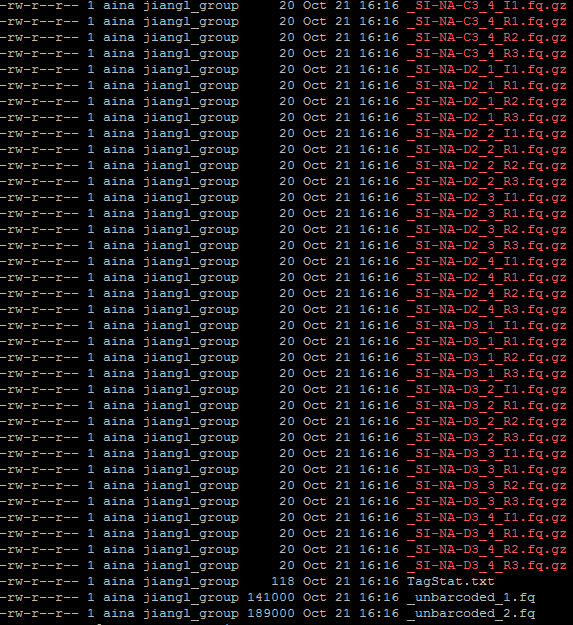 -rw-r--r-- 1 aina jiangl_group 20 Oct 21 16:16 _SI-NA-C3_4_I1.fq.gz
-rw-r--r-- 1 aina jiangl_group 20 Oct 21 16:16 _SI-NA-C3_4_R1.fq.gz
-rw-r--r-- 1 aina jiangl_group 20 Oct 21 16:16 _SI-NA-C3_4_R2.fq.gz
-rw-r--r-- 1 aina jiangl_group 20 Oct 21 16:16 _SI-NA-C3_4_R3.fq.gz
-rw-r--r-- 1 aina jiangl_group 20 Oct 21 16:16 _SI-NA-D2_1_I1.fq.gz
-rw-r--r-- 1 aina jiangl_group 20 Oct 21 16:16 _SI-NA-D2_1_R1.fq.gz
-rw-r--r-- 1 aina jiangl_group 20 Oct 21 16:16 _SI-NA-D2_1_R2.fq.gz
-rw-r--r-- 1 aina jiangl_group 20 Oct 21 16:16 _SI-NA-D2_1_R3.fq.gz
-rw-r--r-- 1 aina jiangl_group 20 Oct 21 16:16 _SI-NA-D2_2_I1.fq.gz
-rw-r--r-- 1 aina jiangl_group 20 Oct 21 16:16 _SI-NA-D2_2_R1.fq.gz
-rw-r--r-- 1 aina jiangl_group 20 Oct 21 16:16 _SI-NA-D2_2_R2.fq.gz
-rw-r--r-- 1 aina jiangl_group 20 Oct 21 16:16 _SI-NA-D2_2_R3.fq.gz
-rw-r--r-- 1 aina jiangl_group 20 Oct 21 16:16 _SI-NA-D2_3_I1.fq.gz
-rw-r--r-- 1 aina jiangl_group 20 Oct 21 16:16 _SI-NA-D2_3_R1.fq.gz
-rw-r--r-- 1 aina jiangl_group 20 Oct 21 16:16 _SI-NA-D2_3_R2.fq.gz
-rw-r--r-- 1 aina jiangl_group 20 Oct 21 16:16 _SI-NA-D2_3_R3.fq.gz
-rw-r--r-- 1 aina jiangl_group 20 Oct 21 16:16 _SI-NA-D2_4_I1.fq.gz
-rw-r--r-- 1 aina jiangl_group 20 Oct 21 16:16 _SI-NA-D2_4_R1.fq.gz
-rw-r--r-- 1 aina jiangl_group 20 Oct 21 16:16 _SI-NA-D2_4_R2.fq.gz
-rw-r--r-- 1 aina jiangl_group 20 Oct 21 16:16 _SI-NA-D2_4_R3.fq.gz
-rw-r--r-- 1 aina jiangl_group 20 Oct 21 16:16 _SI-NA-D3_1_I1.fq.gz
-rw-r--r-- 1 aina jiangl_group 20 Oct 21 16:16 _SI-NA-D3_1_R1.fq.gz
-rw-r--r-- 1 aina jiangl_group 20 Oct 21 16:16 _SI-NA-D3_1_R2.fq.gz
-rw-r--r-- 1 aina jiangl_group 20 Oct 21 16:16 _SI-NA-D3_1_R3.fq.gz
-rw-r--r-- 1 aina jiangl_group 20 Oct 21 16:16 _SI-NA-D3_2_I1.fq.gz
-rw-r--r-- 1 aina jiangl_group 20 Oct 21 16:16 _SI-NA-D3_2_R1.fq.gz
-rw-r--r-- 1 aina jiangl_group 20 Oct 21 16:16 _SI-NA-D3_2_R2.fq.gz
-rw-r--r-- 1 aina jiangl_group 20 Oct 21 16:16 _SI-NA-D3_2_R3.fq.gz
-rw-r--r-- 1 aina jiangl_group 20 Oct 21 16:16 _SI-NA-D3_3_I1.fq.gz
-rw-r--r-- 1 aina jiangl_group 20 Oct 21 16:16 _SI-NA-D3_3_R1.fq.gz
-rw-r--r-- 1 aina jiangl_group 20 Oct 21 16:16 _SI-NA-D3_3_R2.fq.gz
-rw-r--r-- 1 aina jiangl_group 20 Oct 21 16:16 _SI-NA-D3_3_R3.fq.gz
-rw-r--r-- 1 aina jiangl_group 20 Oct 21 16:16 _SI-NA-D3_4_I1.fq.gz
-rw-r--r-- 1 aina jiangl_group 20 Oct 21 16:16 _SI-NA-D3_4_R1.fq.gz
-rw-r--r-- 1 aina jiangl_group 20 Oct 21 16:16 _SI-NA-D3_4_R2.fq.gz
-rw-r--r-- 1 aina jiangl_group 20 Oct 21 16:16 _SI-NA-D3_4_R3.fq.gz
-rw-r--r-- 1 aina jiangl_group 118 Oct 21 16:16 TagStat.txt
-rw-r--r-- 1 aina jiangl_group 141000 Oct 21 16:16 _unbarcoded_1.fq
-rw-r--r-- 1 aina jiangl_group 189000 Oct 21 16:16 _unbarcoded_2.fq